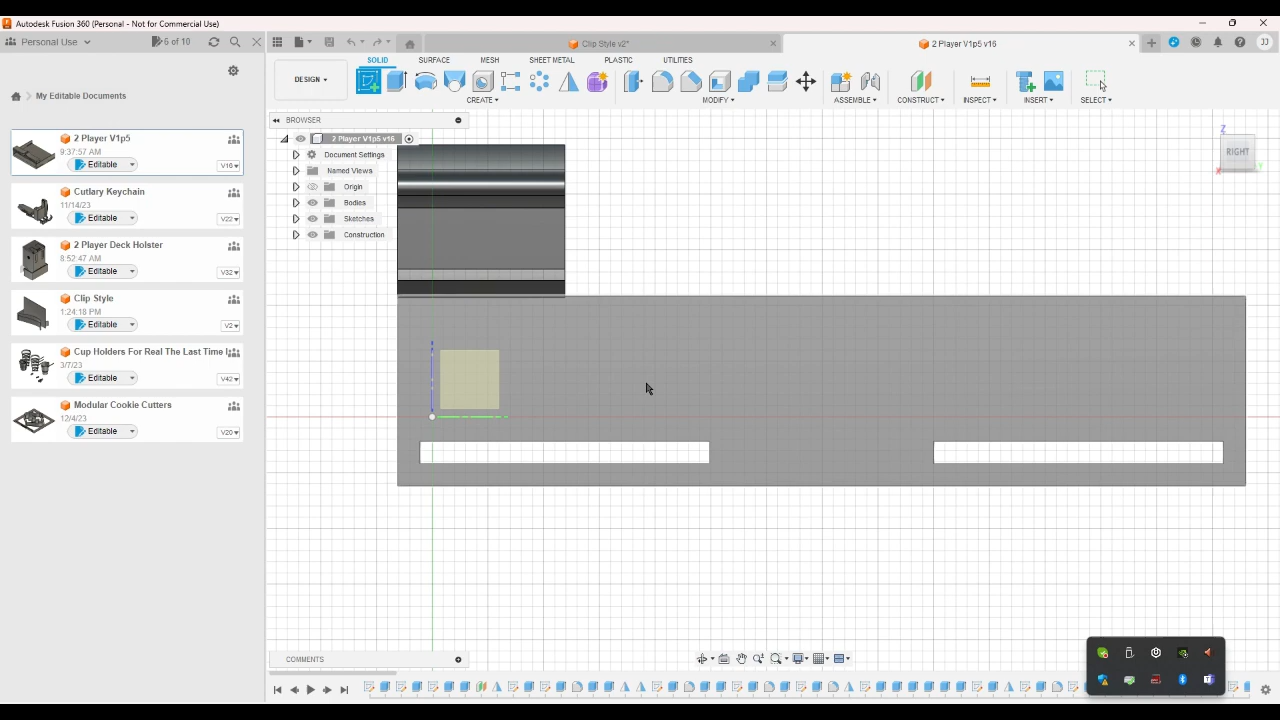 Autodesk Fusion 360 (Personal - Not for Commercial Use)
Personal Use
6 of 10
Clip Style v2*
2 Player V1p5 v16
JJ
My Editable Documents
2 Player V1p5
9:37:57 AM
Editable
V16
Cutlary Keychain
11/14/23
Editable
V22
2 Player Deck Holster
8:52:47 AM
Editable
V32
Clip Style
1:24:18 PM
Editable
V2
Cup Holders For Real The Last Time
3/7/23
Editable
V42
Modular Cookie Cutters
12/4/23
Editable
V20
DESIGN
SOLID
SURFACE
MESH
SHEET METAL
PLASTIC
UTILITIES
CREATE
MODIFY
ASSEMBLE
CONSTRUCT
INSPECT
INSERT
SELECT
BROWSER
2 Player V1p5 v16
Document Settings
Named Views
Origin
Bodies
Sketches
Construction
Z
RIGHT
X
Y
COMMENTS